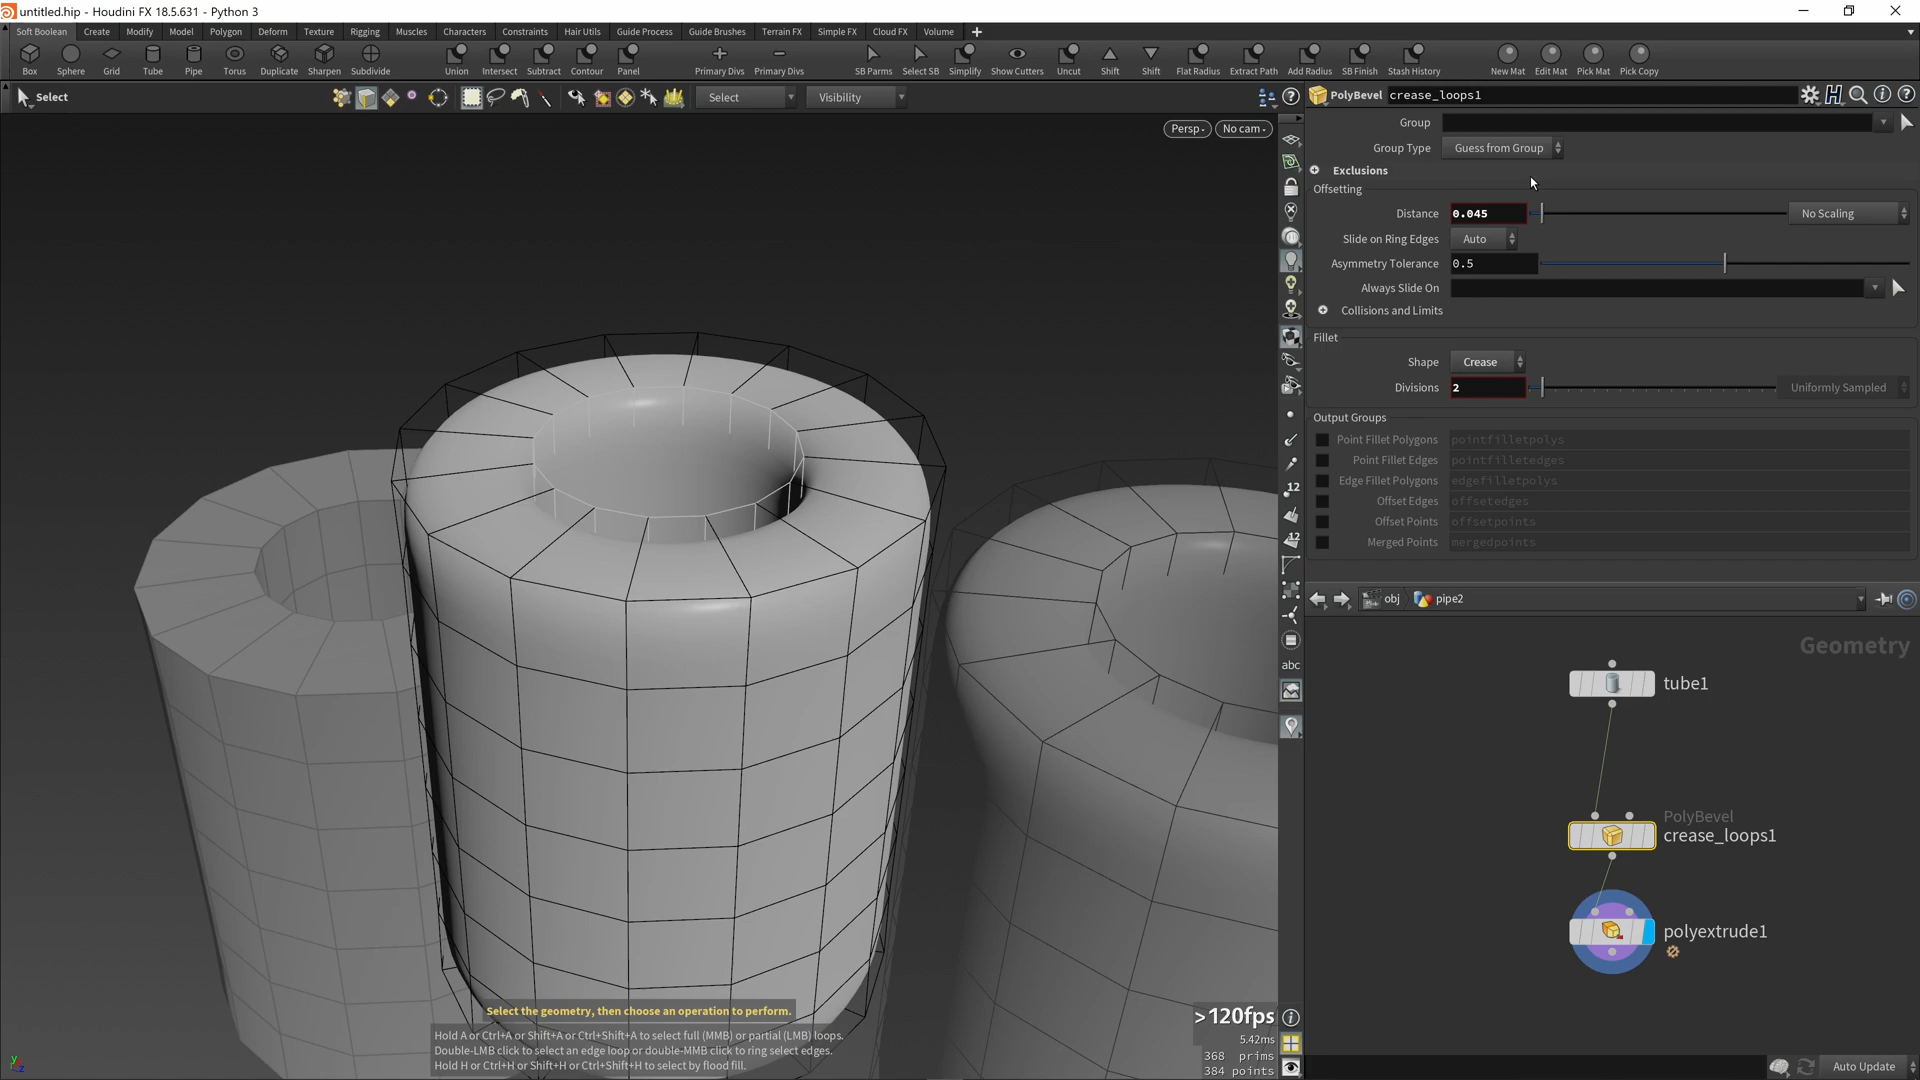 untitled.hip - Houdini FX 18.5.631 - Python 3
Soft Boolean Create Modify Model Polygon Deform Texture Rigging Muscles Characters Constraints Hair Utils Guide Process Guide Brushes Terrain FX Simple FX Cloud FX Volume
Box Sphere Grid Tube Pipe Torus Duplicate Sharpen Subdivide Union Intersect Subtract Contour Panel Primary Divs Primary Divs SB Parms Select SB Simplify Show Cutters Uncut Shift Shift Flat Radius Extract Path Add Radius SB Finish Stash History New Mat Edit Mat Pick Mat Pick Copy
Select Select Visibility
PolyBevel crease_loops1
Persp No cam
Group
Group Type Guess from Group
Exclusions
Offsetting
Distance 0.045 No Scaling
Slide on Ring Edges Auto
Asymmetry Tolerance 0.5
Always Slide On
Collisions and Limits
Fillet
Shape Crease
Divisions 2 Uniformly Sampled
Output Groups
Point Fillet Polygons pointfilletpolys
Point Fillet Edges pointfilletedges
Edge Fillet Polygons edgefilletpolys
Offset Edges offsetedges
Offset Points offsetpoints
Merged Points mergedpoints
12
12
abc
obj pipe2
Geometry
tube1
PolyBevel
crease_loops1
polyextrude1
Select the geometry, then choose an operation to perform.
Hold A or Ctrl+A or Shift+A or Ctrl+Shift+A to select full (MMB) or partial (LMB) loops.
Double-LMB click to select an edge loop or double-MMB click to ring select edges.
Hold H or Ctrl+H or Shift+H or Ctrl+Shift+H to select by flood fill.
>120fps
5.42ms
368 prims
384 points
Auto Update
y
z